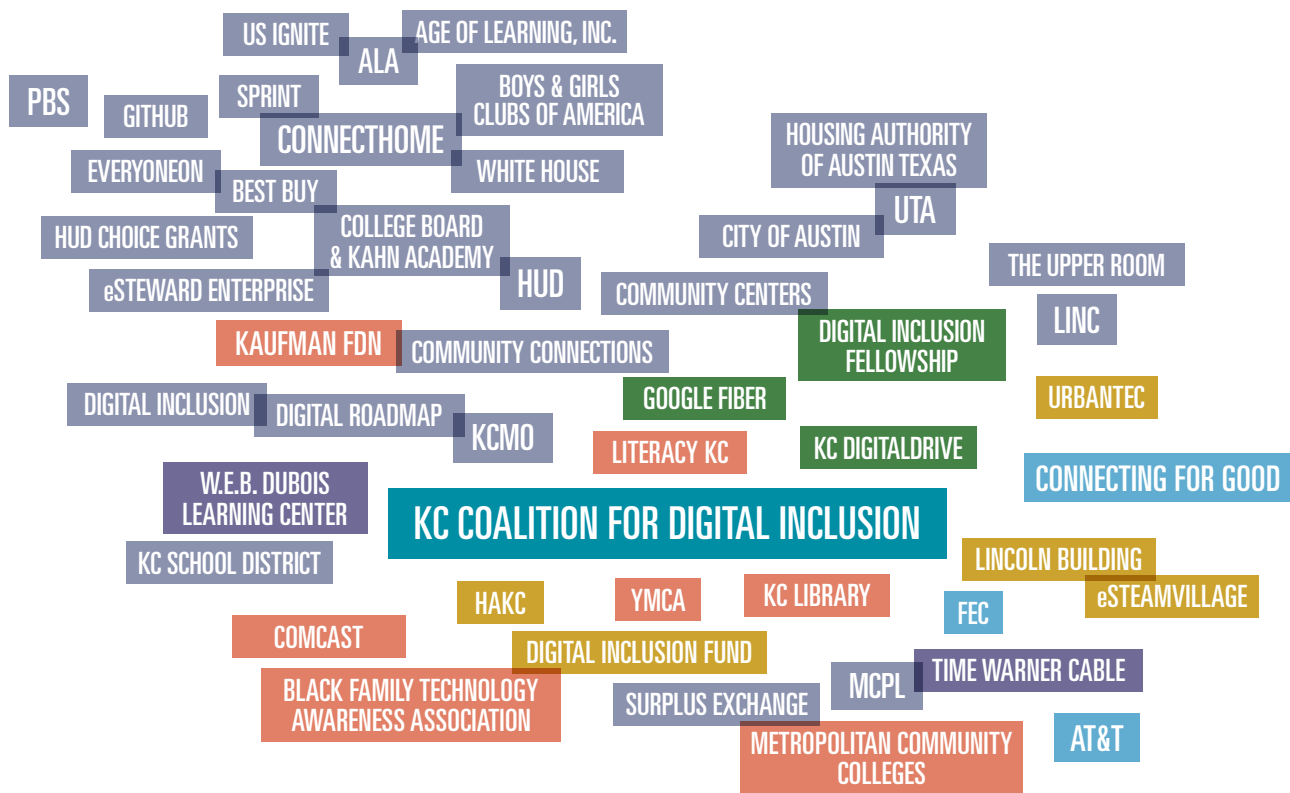 US IGNITE
AGE OF LEARNING, INC.
ALA
PBS
GITHUB
SPRINT
BOYS & GIRLS
CLUBS OF AMERICA
CONNECTHOME
HOUSING AUTHORITY
OF AUSTIN TEXAS
EVERYONEON
BEST BUY
WHITE HOUSE
UTA
HUD CHOICE GRANTS
COLLEGE BOARD
& KAHN ACADEMY
CITY OF AUSTIN
THE UPPER ROOM
eSTEWARD ENTERPRISE
HUD
COMMUNITY CENTERS
LINC
KAUFMAN FDN
COMMUNITY CONNECTIONS
DIGITAL INCLUSION
FELLOWSHIP
GOOGLE FIBER
URBANTEC
DIGITAL INCLUSION
DIGITAL ROADMAP
KCMO
LITERACY KC
KC DIGITALDRIVE
W.E.B. DUBOIS
LEARNING CENTER
CONNECTING FOR GOOD
KC COALITION FOR DIGITAL INCLUSION
KC SCHOOL DISTRICT
LINCOLN BUILDING
HAKC
YMCA
KC LIBRARY
FEC
eSTEAMVILLAGE
COMCAST
DIGITAL INCLUSION FUND
BLACK FAMILY TECHNOLOGY
AWARENESS ASSOCIATION
SURPLUS EXCHANGE
MCPL
TIME WARNER CABLE
METROPOLITAN COMMUNITY
COLLEGES
AT&T